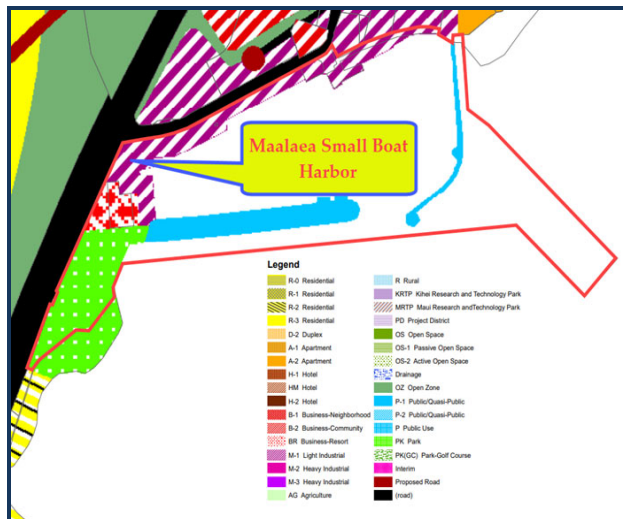 Maalaea Small Boat
Harbor
Legend
R-0 Residential
R-1 Residential
R-2 Residential
R-3 Residential
D-2 Duplex
A-1 Apartment
A-2 Apartment
H-1 Hotel
HM Hotel
H-2 Hotel
B-1 Business-Neighborhood
B-2 Business-Community
BR Business-Resort
M-1 Light Industrial
M-2 Heavy Industrial
M-3 Heavy Industrial
AG Agriculture
R Rural
KRTP Kihei Research and Technology Park
MRTP Maui Research andTechnology Park
PD Project District
OS Open Space
OS-1 Passive Open Space
OS-2 Active Open Space
Drainage
OZ Open Zone
P-1 Public/Quasi-Public
P-2 Public/Quasi-Public
P Public Use
PK Park
PK(GC) Park-Golf Course
Interim
Proposed Road
(road)